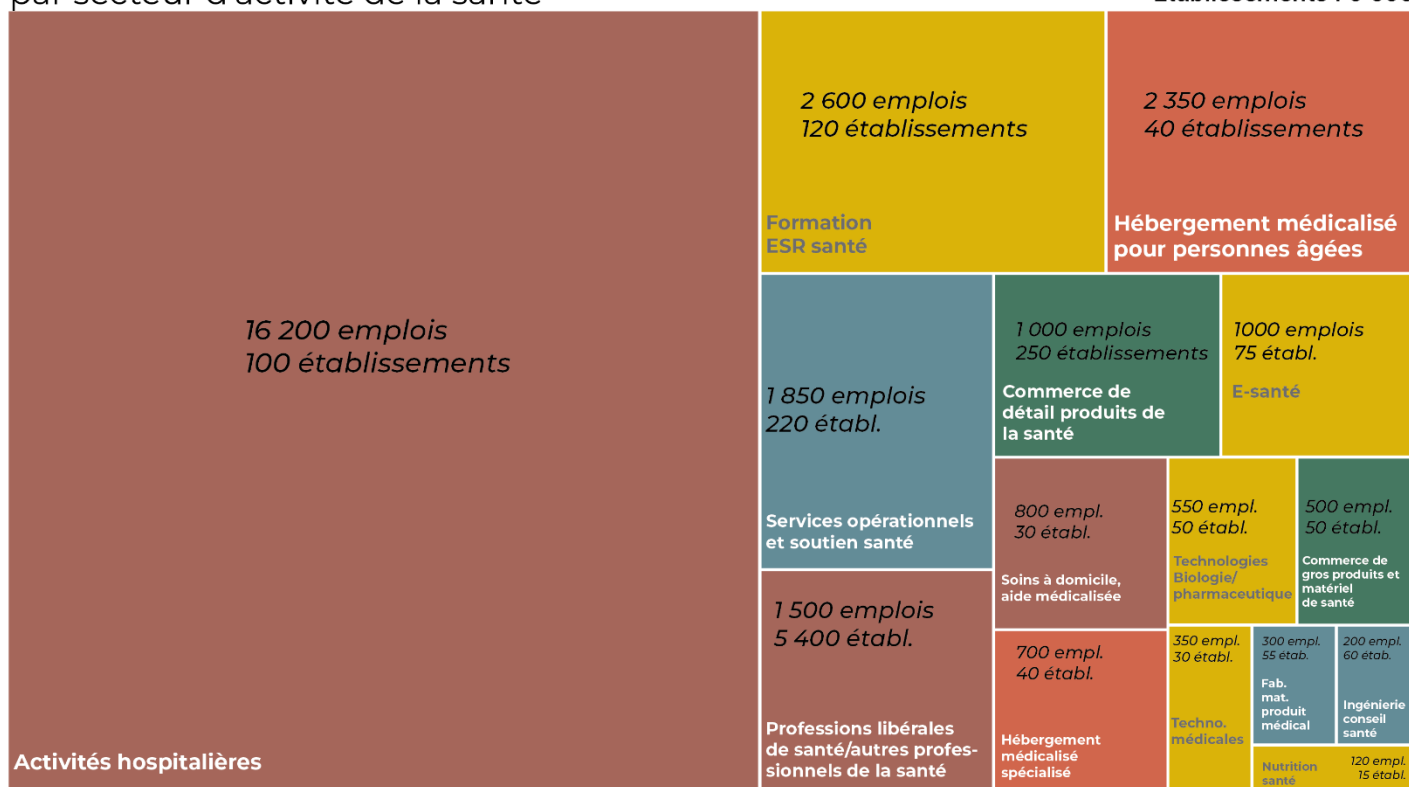 par secteur d'activité de la santé
16 200 emplois
100 établissements
Activités hospitalières
2 600 emplois
120 établissements
Formation
ESR santé
2 350 emplois
40 établissements
Hébergement médicalisé
pour personnes âgées
1 850 emplois
220 établ.
Services opérationnels
et soutien santé
1 000 emplois
250 établissements
Commerce de
détail produits de
la santé
1000 emplois
75 établ.
E-santé
1 500 emplois
5 400 établ.
Professions libérales
de santé/autres profes-
sionnels de la santé
800 empl.
30 établ.
Soins à domicile,
aide médicalisée
550 empl.
50 établ.
Technologies
Biologie/
pharmaceutique
500 empl.
50 établ.
Commerce de
gros produits et
matériel
de santé
700 empl.
40 établ.
Hébergement
médicalisé
spécialisé
350 empl.
30 établ.
Techno.
médicales
300 empl.
55 étab.
Fab.
mat.
produit
médical
200 empl.
60 étab.
Ingénierie
conseil
santé
Nutrition
santé
120 empl.
15 établ.